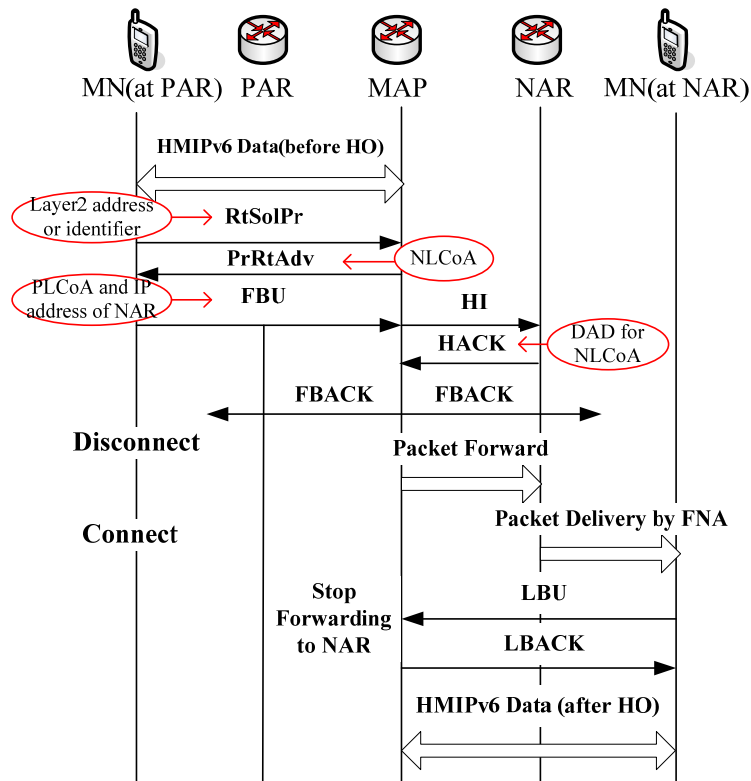 MN(at PAR) PAR MAP NAR MN(at NAR)
HMIPv6 Data(before HO)
Layer2 address
or identifier
RtSolPr
PrRtAdv
NLCoA
PLCoA and IP
address of NAR
FBU
HI
HACK
DAD for
NLCoA
FBACK FBACK
Disconnect
Packet Forward
Connect
Packet Delivery by FNA
Stop
Forwarding
to NAR
LBU
LBACK
HMIPv6 Data (after HO)